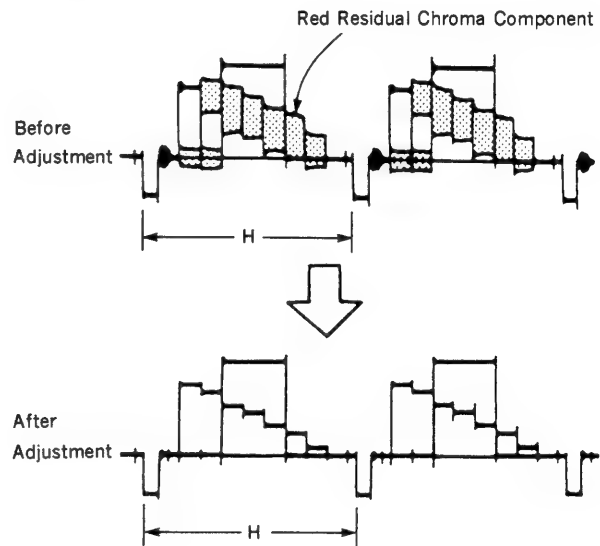 Red Residual Chroma Component
Before
Adjustment
H
After
Adjustment
H